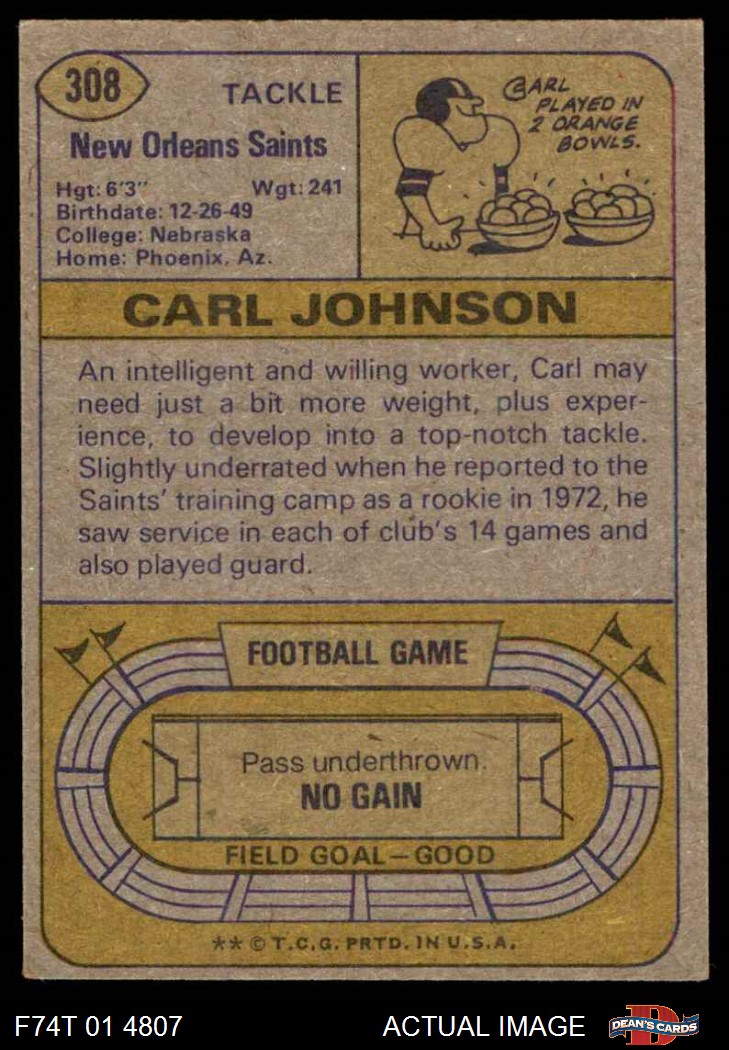 308
TACKLE
New Orleans Saints
Hgt: 6'3" Wgt: 241
Birthdate: 12-26-49
College: Nebraska
Home: Phoenix, Az.
CARL
PLAYED IN
2 ORANGE
BOWLS.
CARL JOHNSON
An intelligent and willing worker, Carl may
need just a bit more weight, plus exper-
ience, to develop into a top-notch tackle.
Slightly underrated when he reported to the
Saints' training camp as a rookie in 1972, he
saw service in each of club's 14 games and
also played guard.
FOOTBALL GAME
Pass underthrown.
NO GAIN
FIELD GOAL—GOOD
** © T.C.G. PRTD. IN U.S.A.
F74T 01 4807
ACTUAL IMAGE
D
DEAN'S CARDS